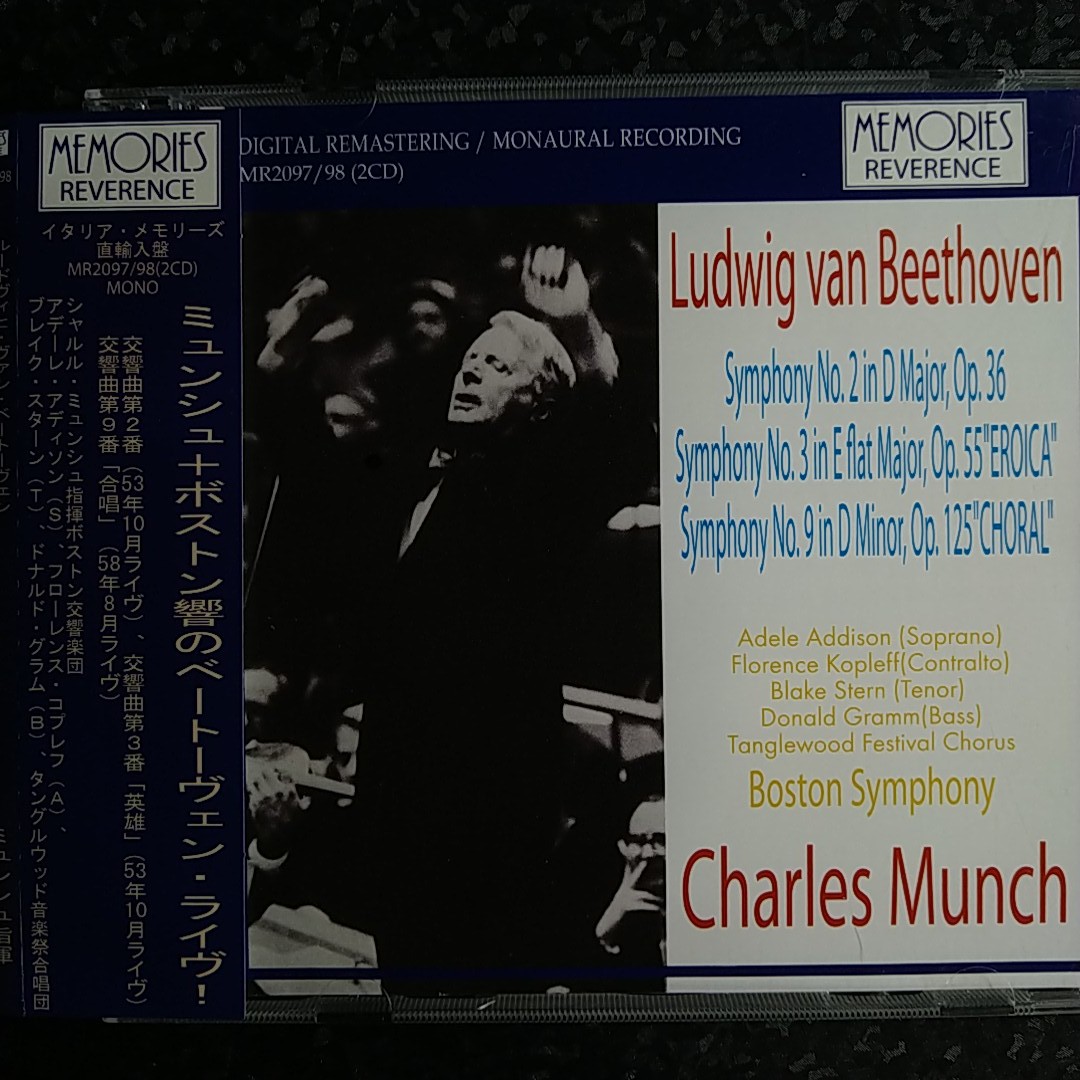 MEMORIES
REVERENCE
イタリア・メモリーズ
直輸入盤
MR2097/98(2CD)
MONO
ミュンシュ+ボストン響のベートーヴェン・ライヴ!
交響曲第2番(53年10月ライヴ)、交響曲第3番「英雄」(53年10月ライヴ)
交響曲第9番「合唱」(58年8月ライヴ)
シャルル・ミュンシュ指揮ボストン交響楽団
アデーレ・アディソン(S)、フローレンス・コプレフ(A)、
ブレイク・スターン(T)、ドナルド・グラム(B)、タングルウッド音楽祭合唱団
DIGITAL REMASTERING / MONAURAL RECORDING
MR2097/98 (2CD)
MEMORIES
REVERENCE
Ludwig van Beethoven
Symphony No. 2 in D Major, Op. 36
Symphony No. 3 in E flat Major, Op. 55"EROICA"
Symphony No. 9 in D Minor, Op. 125"CHORAL"
Adele Addison (Soprano)
Florence Kopleff(Contralto)
Blake Stern (Tenor)
Donald Gramm(Bass)
Tanglewood Festival Chorus
Boston Symphony
Charles Munch